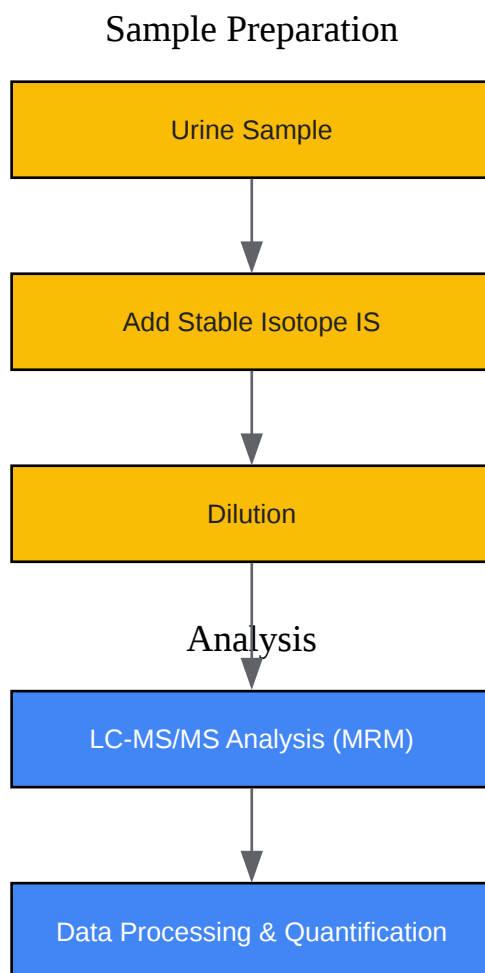 Sample Preparation
Urine Sample
Add Stable Isotope IS
Dilution
Analysis
LC-MS/MS Analysis (MRM)
Data Processing & Quantification